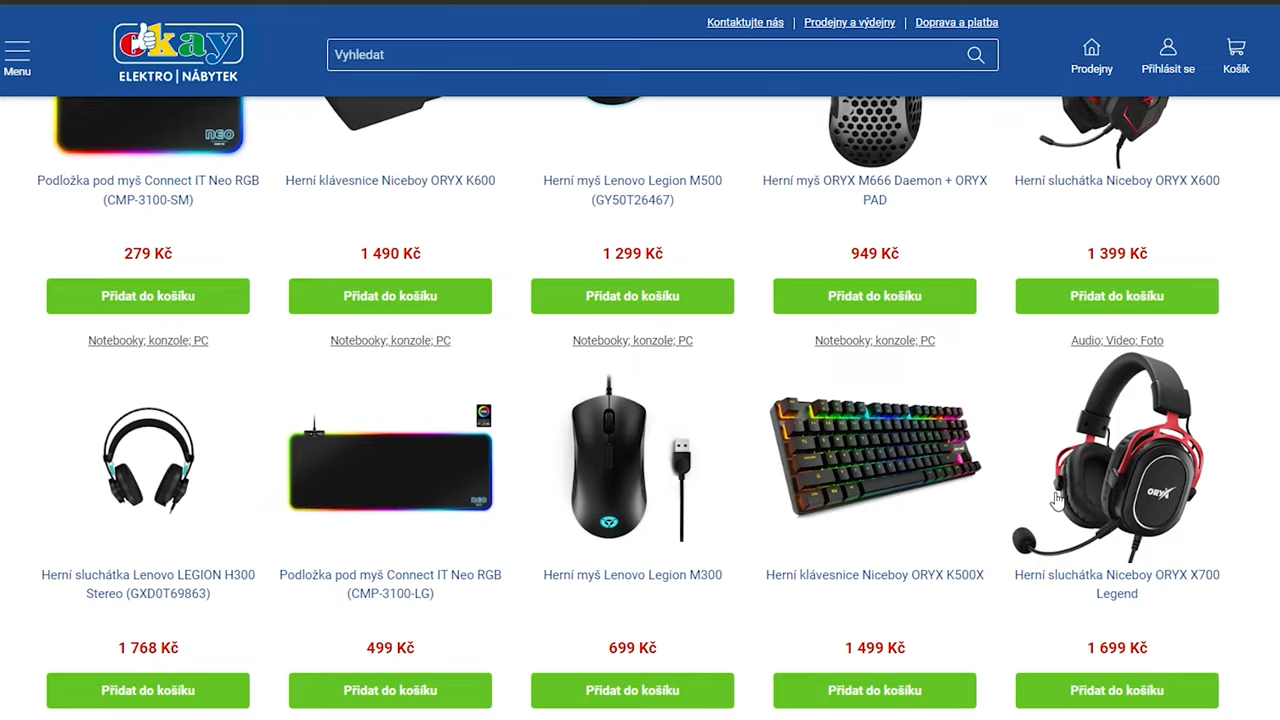 Kontaktujte nás | Prodejny a výdejny | Doprava a platba
Menu
okay
ELEKTRO | NÁBYTEK
Vyhledat
Prodejny
Přihlásit se
Košík
neo
Podložka pod myš Connect IT Neo RGB
(CMP-3100-SM)
279 Kč
Přidat do košíku
Herní klávesnice Niceboy ORYX K600
1 490 Kč
Přidat do košíku
Herní myš Lenovo Legion M500
(GY50T26467)
1 299 Kč
Přidat do košíku
Herní myš ORYX M666 Daemon + ORYX
PAD
949 Kč
Přidat do košíku
Herní sluchátka Niceboy ORYX X600
1 399 Kč
Přidat do košíku
Notebooky; konzole; PC
neo
Herní sluchátka Lenovo LEGION H300
Stereo (GXD0T69863)
1 768 Kč
Přidat do košíku
Notebooky; konzole; PC
Podložka pod myš Connect IT Neo RGB
(CMP-3100-LG)
499 Kč
Přidat do košíku
Notebooky; konzole; PC
Herní myš Lenovo Legion M300
699 Kč
Přidat do košíku
Notebooky; konzole; PC
Herní klávesnice Niceboy ORYX K500X
1 499 Kč
Přidat do košíku
Audio; Video; Foto
ORYX
Herní sluchátka Niceboy ORYX X700
Legend
1 699 Kč
Přidat do košíku